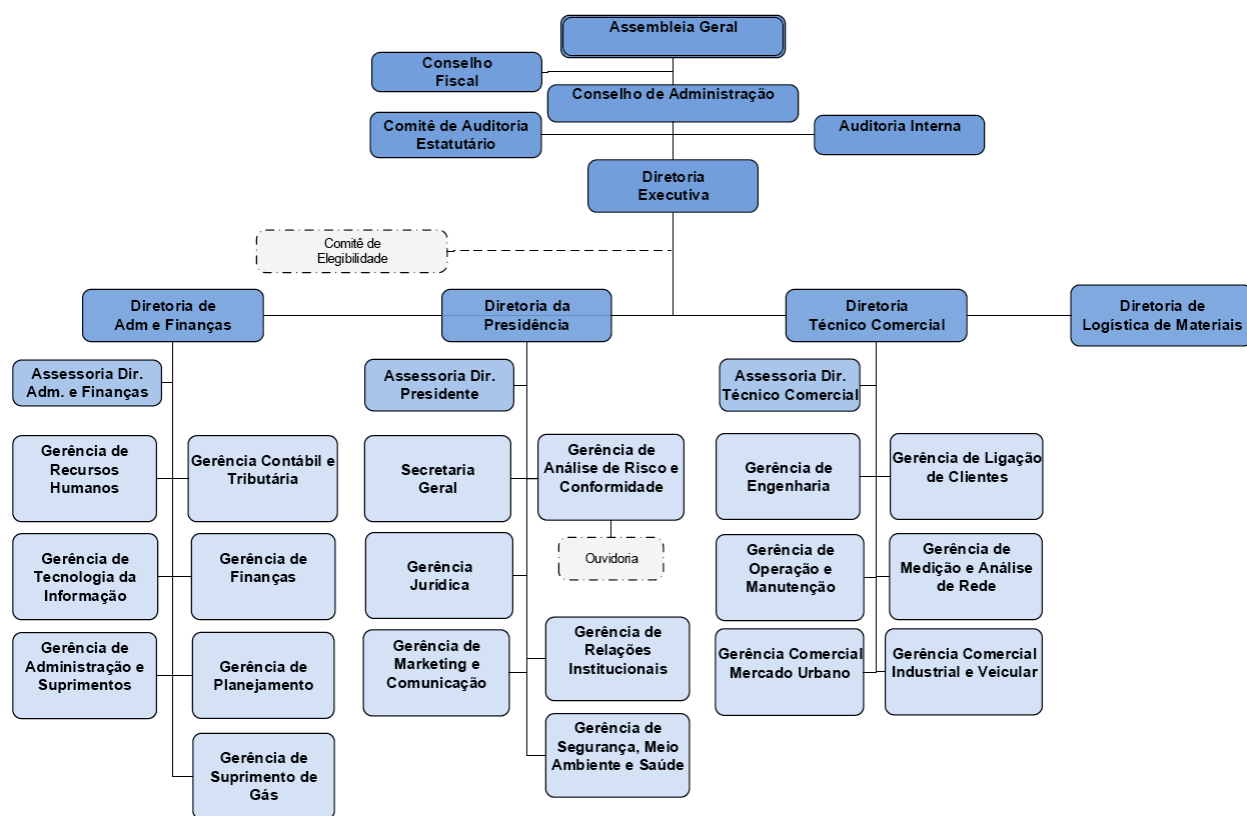 Assembleia Geral
Conselho
Fiscal
Conselho de Administração
Comitê de Auditoria
Estatutário
Auditoria Interna
Diretoria
Executiva
Comitê de
Elegibilidade
Diretoria de
Adm e Finanças
Diretoria da
Presidência
Diretoria
Técnico Comercial
Diretoria de
Logística de Materiais
Assessoria Dir.
Adm. e Finanças
Assessoria Dir.
Presidente
Assessoria Dir.
Técnico Comercial
Gerência de
Recursos
Humanos
Gerência Contábil e
Tributária
Secretaria
Geral
Gerência de
Análise de Risco e
Conformidade
Gerência de
Engenharia
Gerência de Ligação
de Clientes
Gerência de
Tecnologia da
Informação
Gerência de
Finanças
Gerência
Jurídica
Ouvidoria
Gerência de
Operação e
Manutenção
Gerência de
Medição e Análise
de Rede
Gerência de
Administração e
Suprimentos
Gerência de
Planejamento
Gerência de
Marketing e
Comunicação
Gerência de
Relações
Institucionais
Gerência Comercial
Mercado Urbano
Gerência Comercial
Industrial e Veicular
Gerência de
Suprimento de
Gás
Gerência de
Segurança, Meio
Ambiente e Saúde